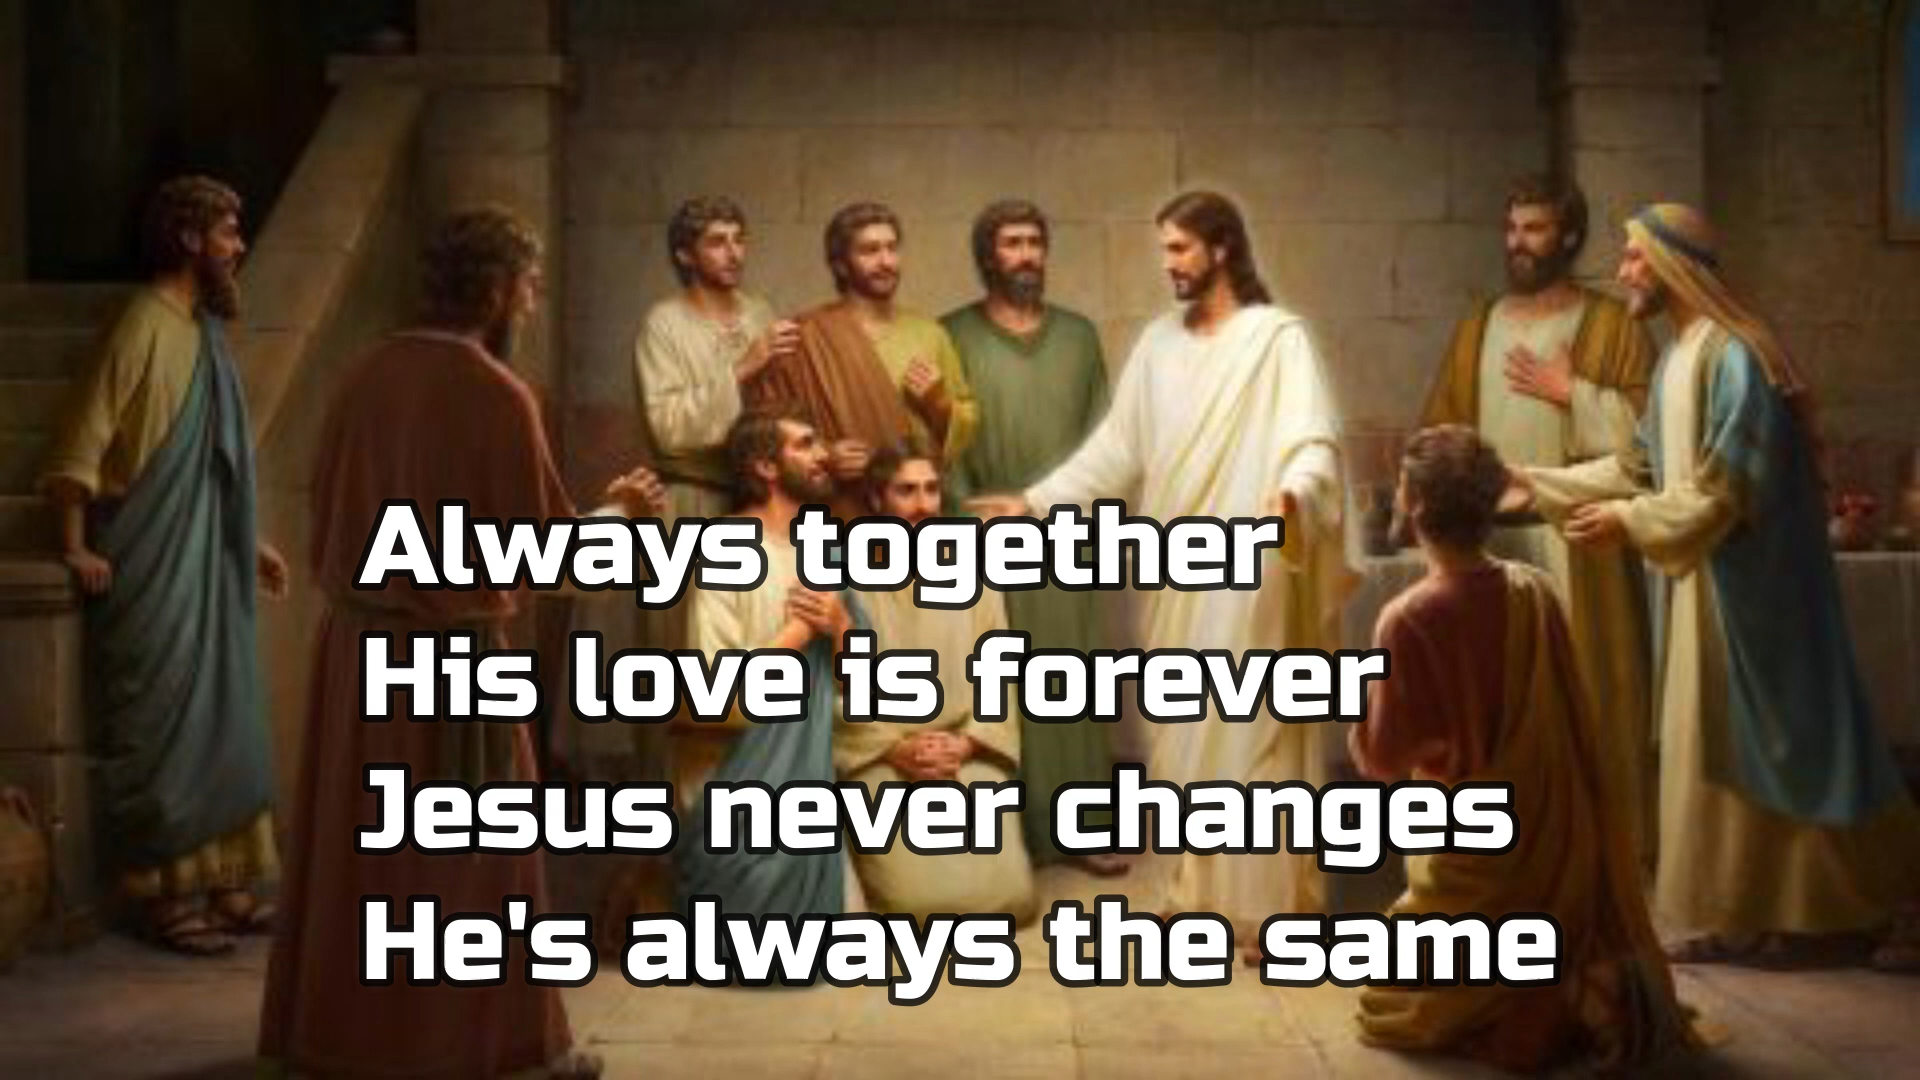 Always together
His love is forever
Jesus never changes
He's always the same